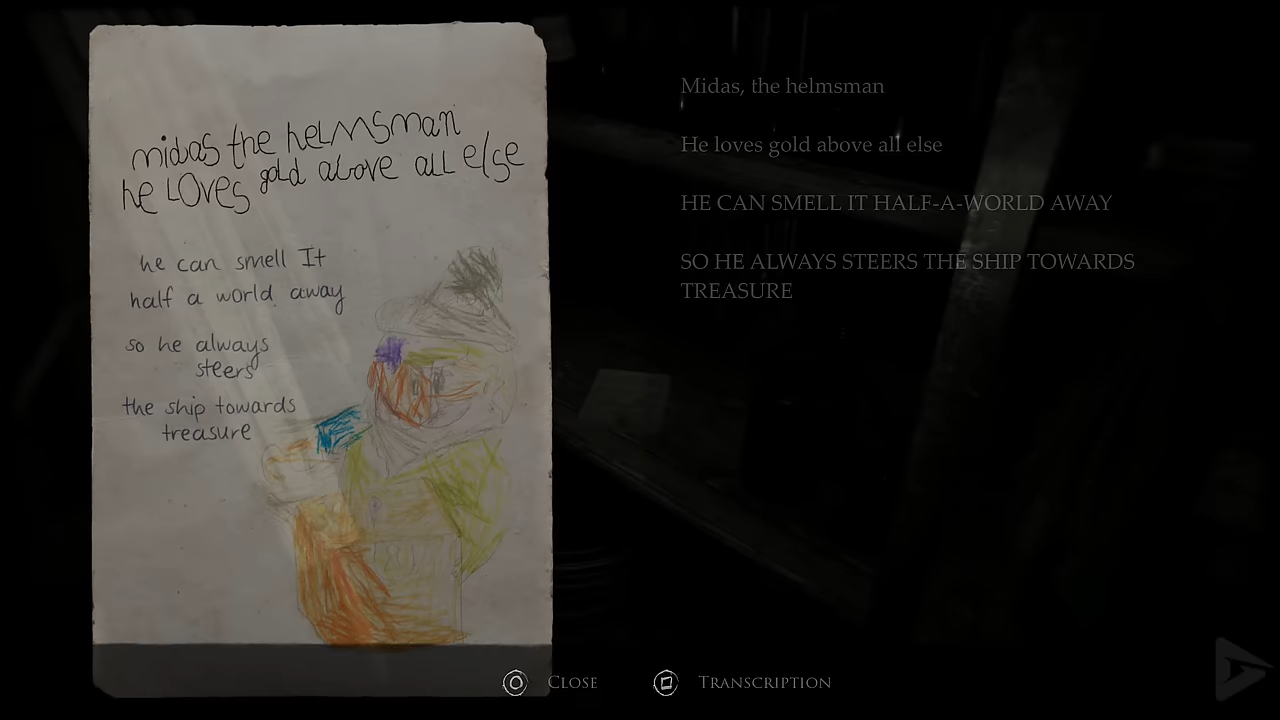 midas the helmsman
he LOVES gold above all else
he can smell It
half a world away
so he always
steers
the ship towards
treasure
Midas, the helmsman
He loves gold above all else
HE CAN SMELL IT HALF-A-WORLD AWAY
SO HE ALWAYS STEERS THE SHIP TOWARDS
TREASURE
CLOSE
TRANSCRIPTION